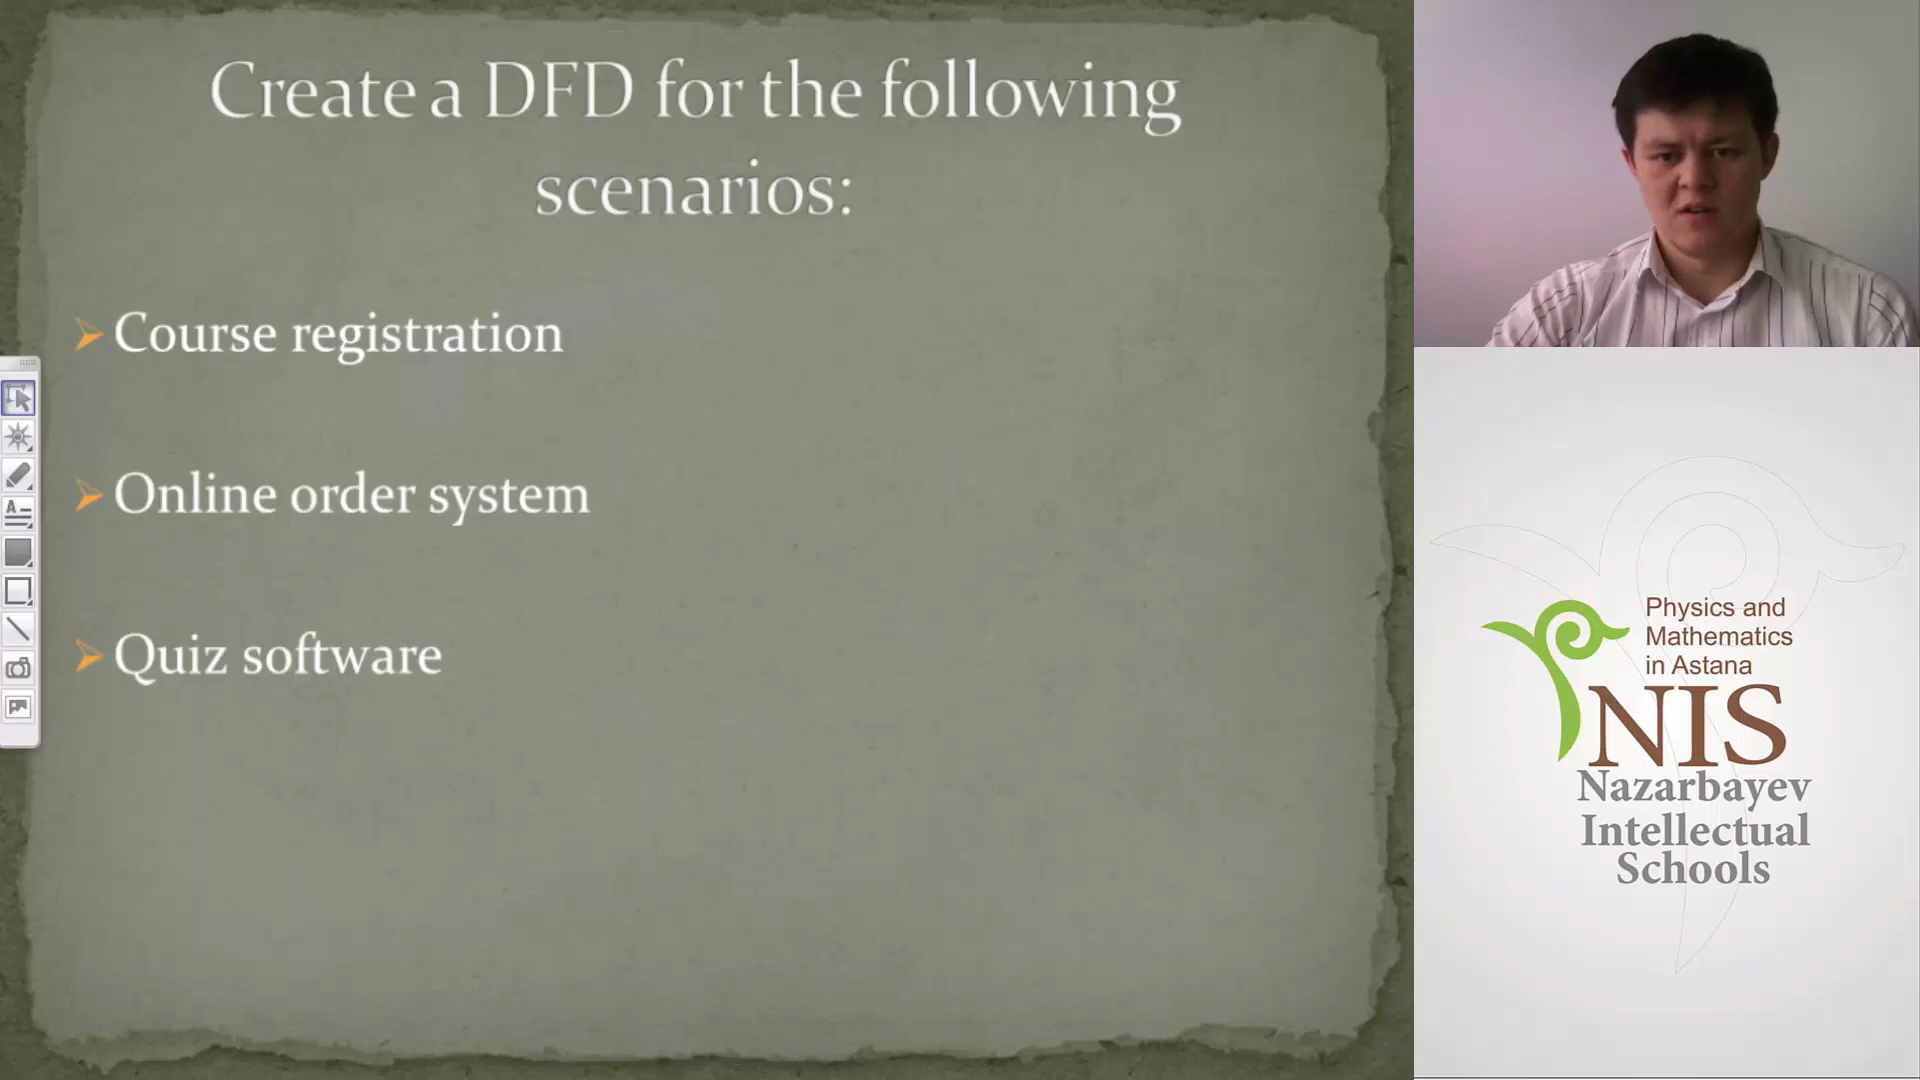 Create a DFD for the following
scenarios:
Course registration
Online order system
Quiz software
Physics and
Mathematics
in Astana
NIS
Nazarbayev
Intellectual
Schools